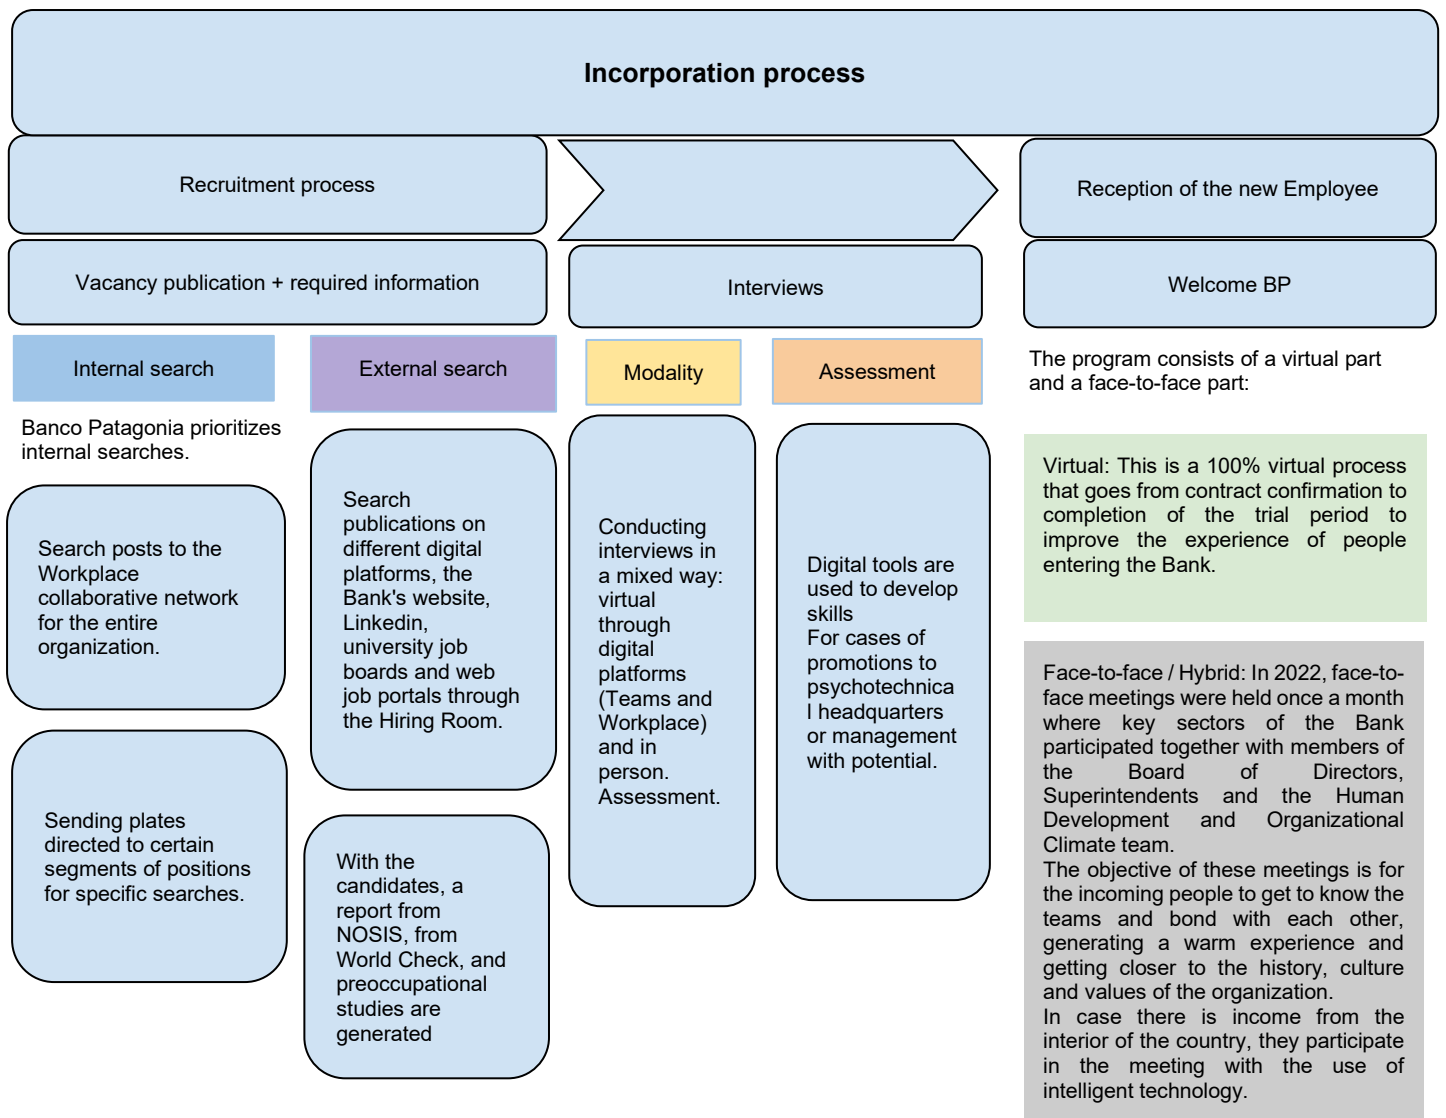 Incorporation process
Recruitment process
Reception of the new Employee
Vacancy publication + required information
Interviews
Welcome BP
Internal search
External search
Modality
Assessment
Banco Patagonia prioritizes
internal searches.
Search posts to the
Workplace
collaborative network
for the entire
organization.
Sending plates
directed to certain
segments of positions
for specific searches.
Search
publications on
different digital
platforms, the
Bank's website,
Linkedin,
university job
boards and web
job portals through
the Hiring Room.
With the
candidates, a
report from
NOSIS, from
World Check, and
preoccupational
studies are
generated
Conducting
interviews in
a mixed way:
virtual
through
digital
platforms
(Teams and
Workplace)
and in
person.
Assessment.
Digital tools are
used to develop
skills
For cases of
promotions to
psychotechnica
l headquarters
or management
with potential.
The program consists of a virtual part
and a face-to-face part:
Virtual: This is a 100% virtual process
that goes from contract confirmation to
completion of the trial period to
improve the experience of people
entering the Bank.
Face-to-face / Hybrid: In 2022, face-to-
face meetings were held once a month
where key sectors of the Bank
participated together with members of
the Board of Directors,
Superintendents and the Human
Development and Organizational
Climate team.
The objective of these meetings is for
the incoming people to get to know the
teams and bond with each other,
generating a warm experience and
getting closer to the history, culture
and values of the organization.
In case there is income from the
interior of the country, they participate
in the meeting with the use of
intelligent technology.